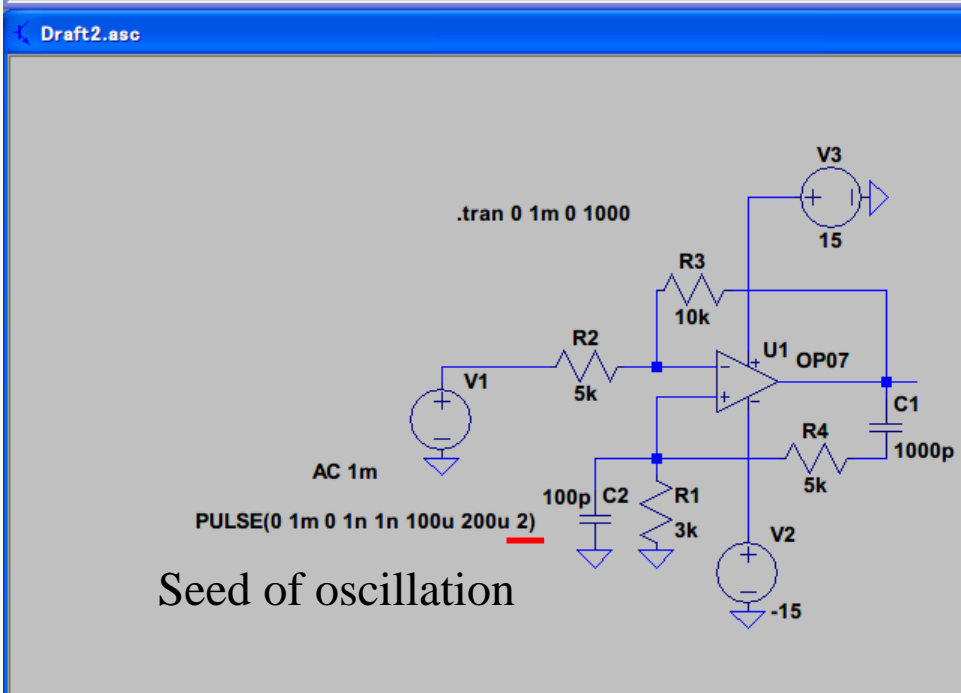 Draft2.asc
V3
15
.tran 0 1m 0 1000
R3
10k
R2
5k
U1
OP07
V1
C1
1000p
R4
5k
AC 1m
100p
C2
R1
3k
PULSE(0 1m 0 1n 1n 100u 200u 2)
V2
-15
Seed of oscillation